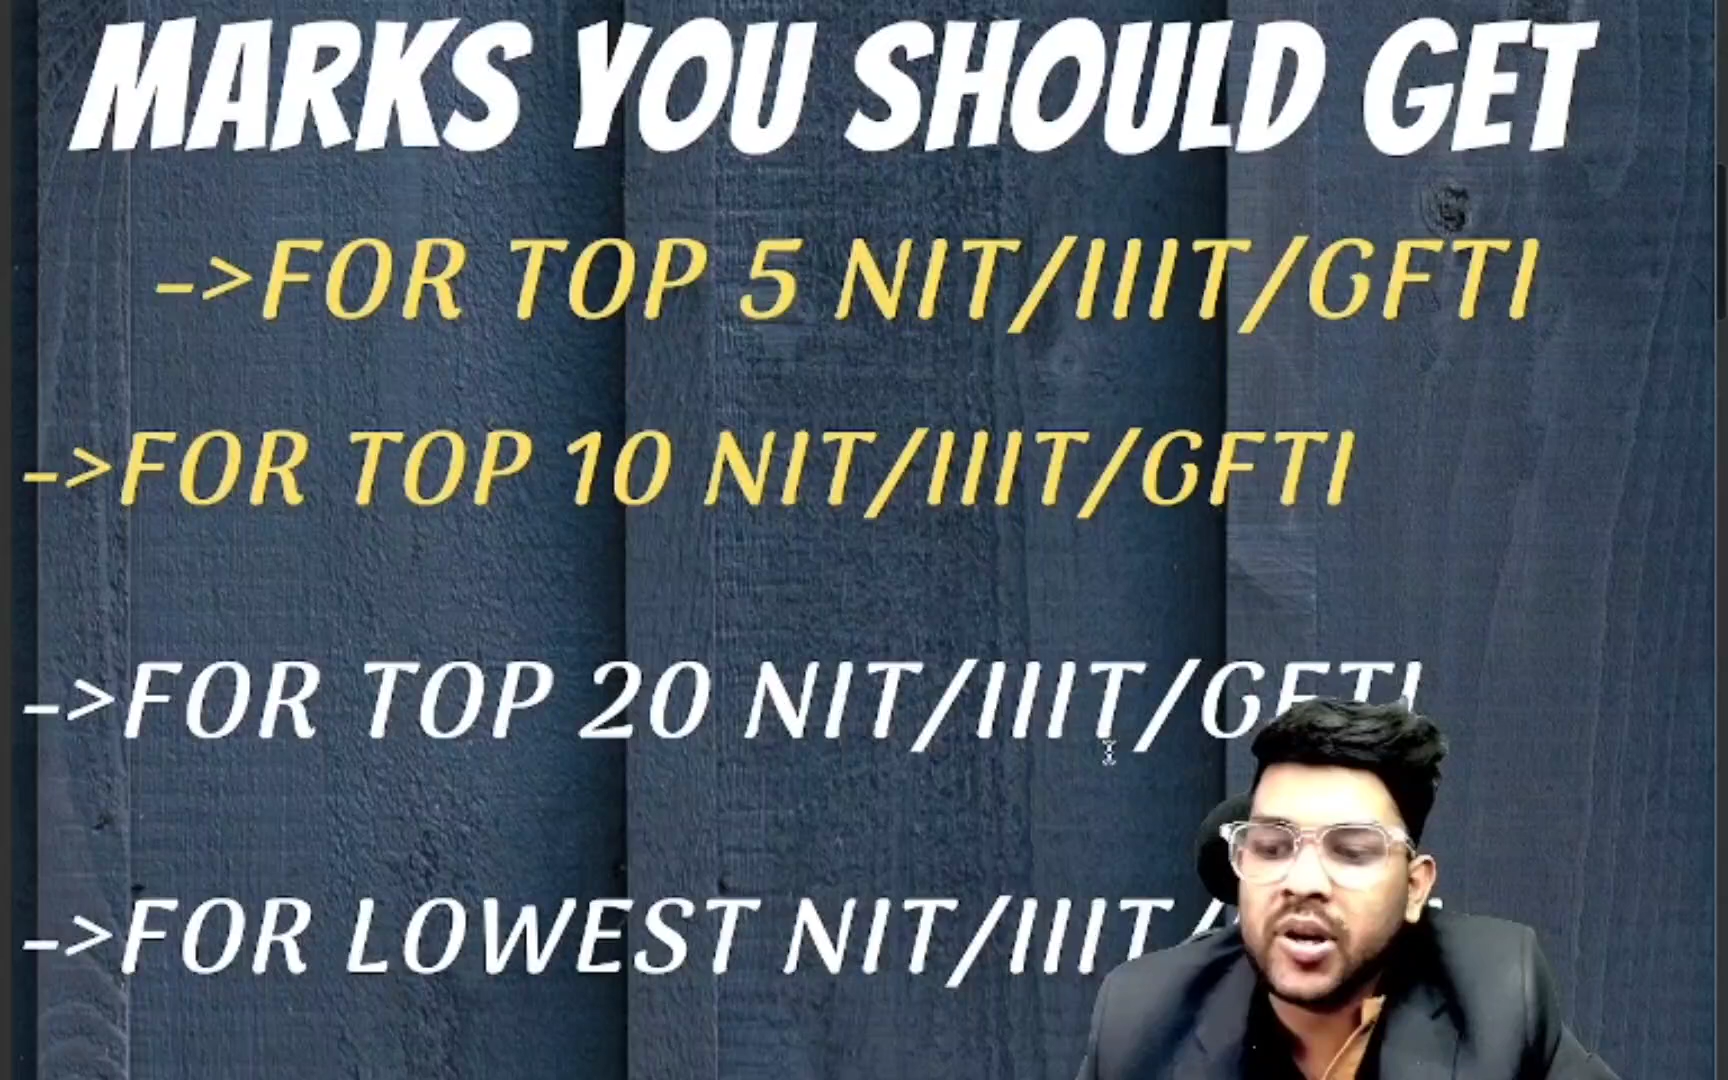 MARKS YOU SHOULD GET
->FOR TOP 5 NIT/IIIT/GFTI
->FOR TOP 10 NIT/IIIT/GFTI
->FOR TOP 20 NIT/IIIT/GFTI
->FOR LOWEST NIT/IIIT/